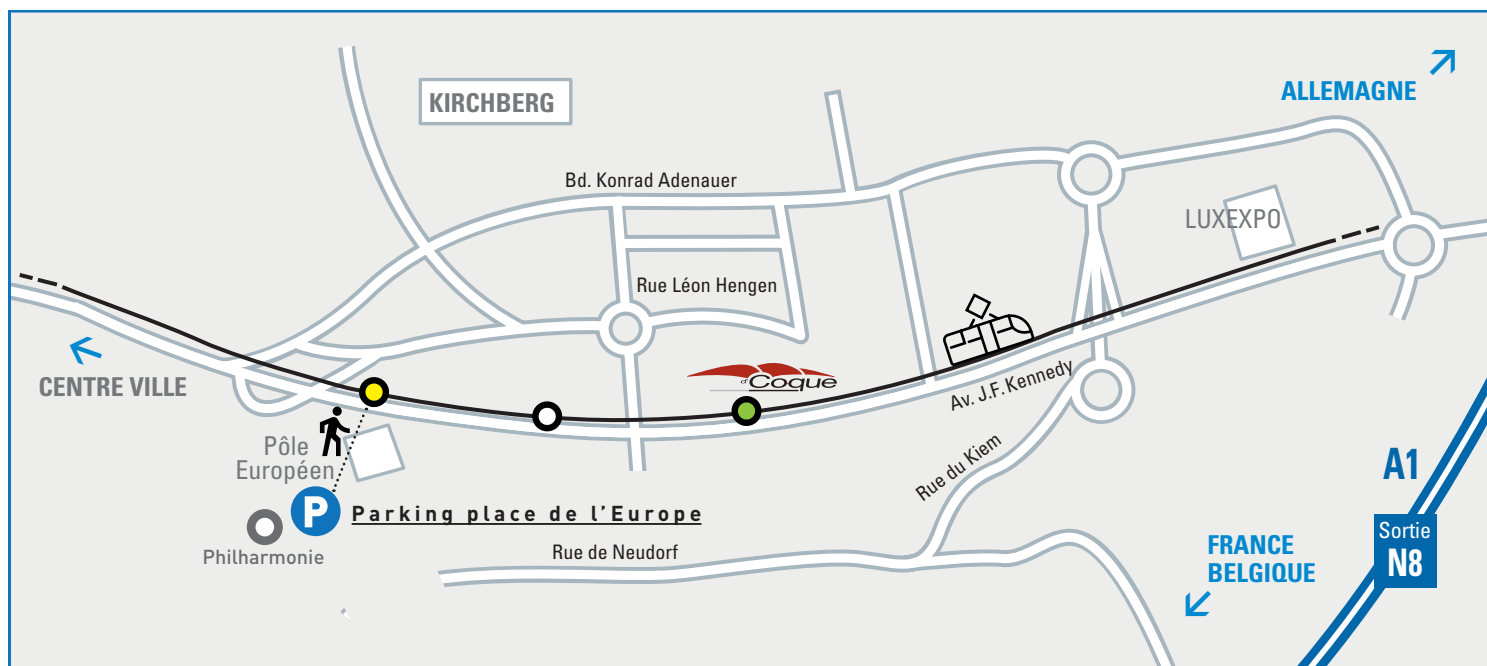 ALLEMAGNE
KIRCHBERG
Bd. Konrad Adenauer
LUXEXPO
Rue Léon Hengen
CENTRE VILLE
d'Coque
Av. J.F. Kennedy
Pôle
Européen
Rue du Kiem
A1
P
Parking place de l'Europe
Philharmonie
Rue de Neudorf
Sortie
N8
FRANCE
BELGIQUE